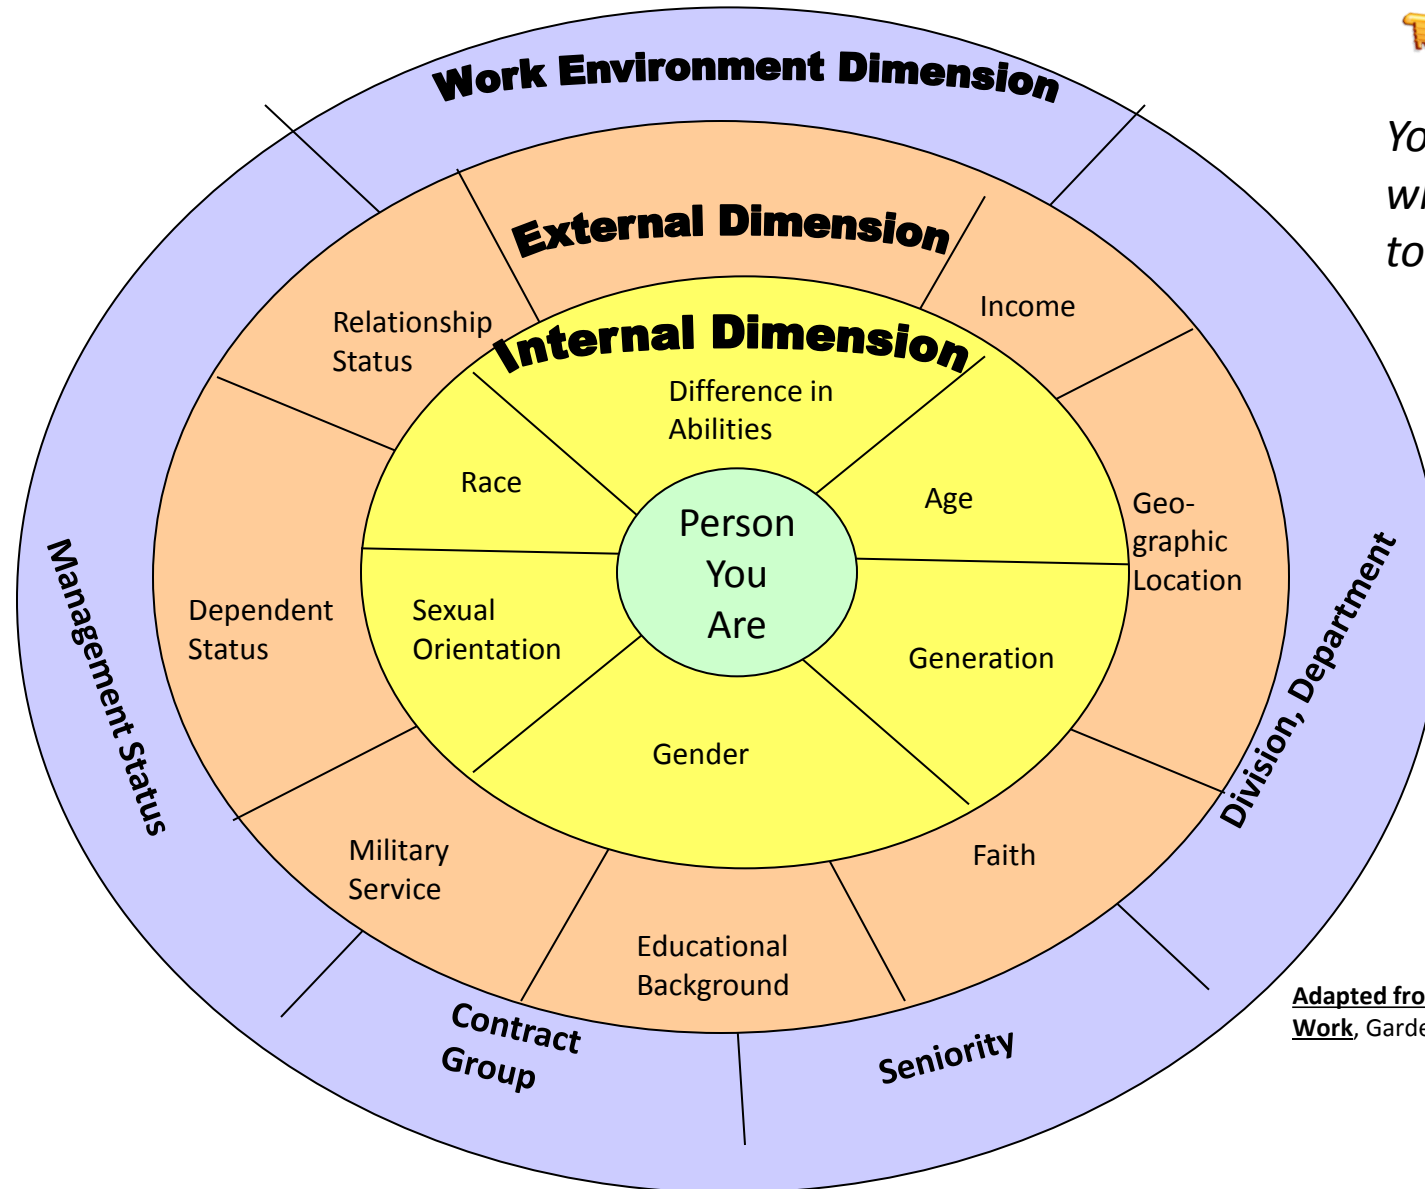 Work Environment Dimension
External Dimension
Internal Dimension
Relationship
Status
Income
Difference in
Abilities
Race
Age
Geo-
graphic
Location
Person
You
Are
Dependent
Status
Sexual
Orientation
Generation
Gender
Management Status
Division, Department
Military
Service
Faith
Educational
Background
Contract
Group
Seniority
to
Adapted
Work,